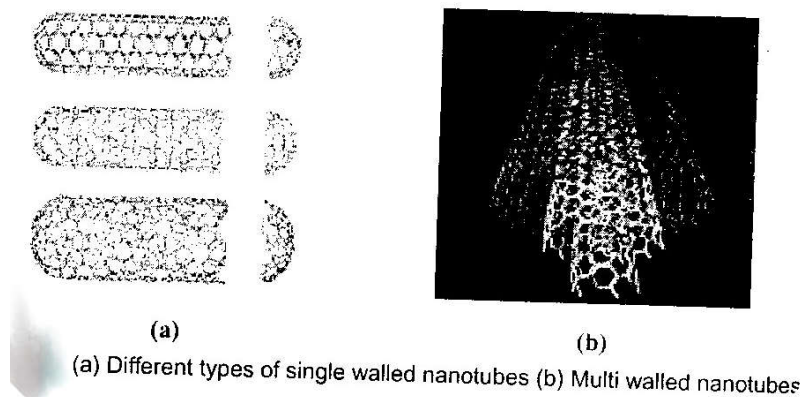 (a)
(b)
(a) Different types of single walled nanotubes (b) Multi walled nanotubes